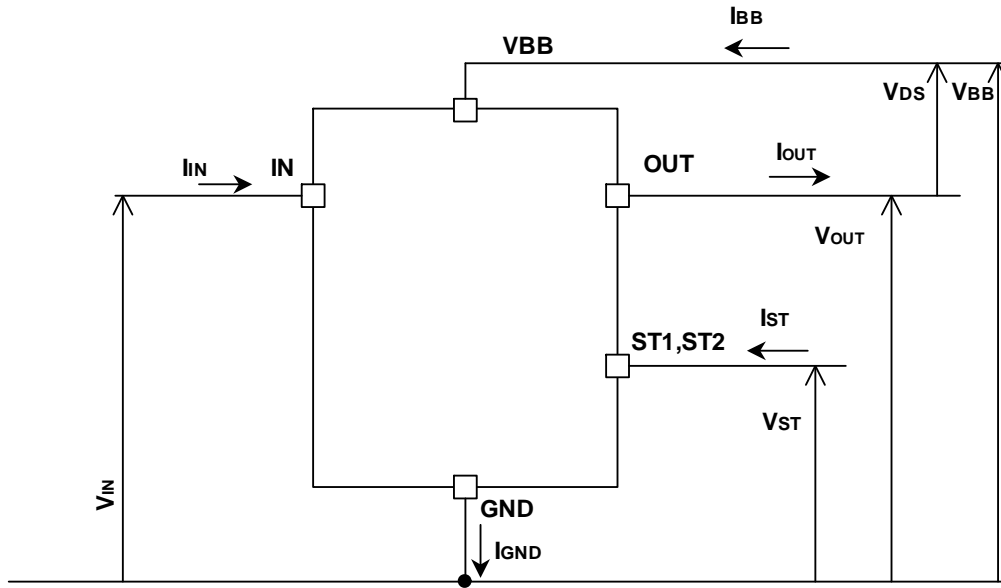 IBB
VBB
VDS
VBB
IIN
IN
OUT
IOUT
VOUT
ST1,ST2
IST
VST
VIN
GND
IGND